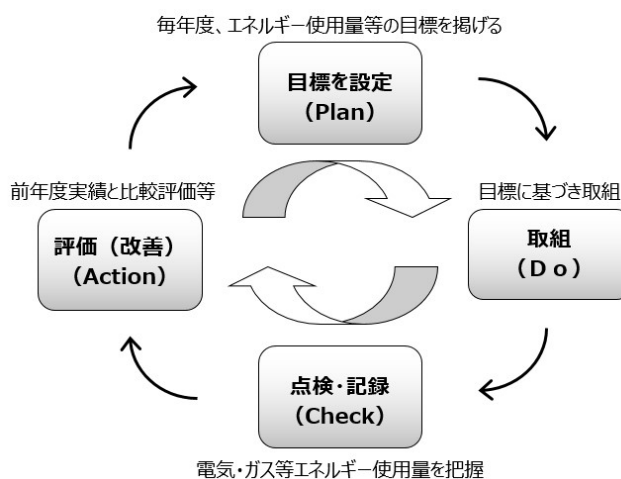 毎年度、エネルギー使用量等の目標を掲げる
目標を設定
（Plan）
前年度実績と比較評価等
目標に基づき取組
評価（改善）
（Action）
取組
（Ｄｏ）
点検・記録
（Check）
電気・ガス等エネルギー使用量を把握